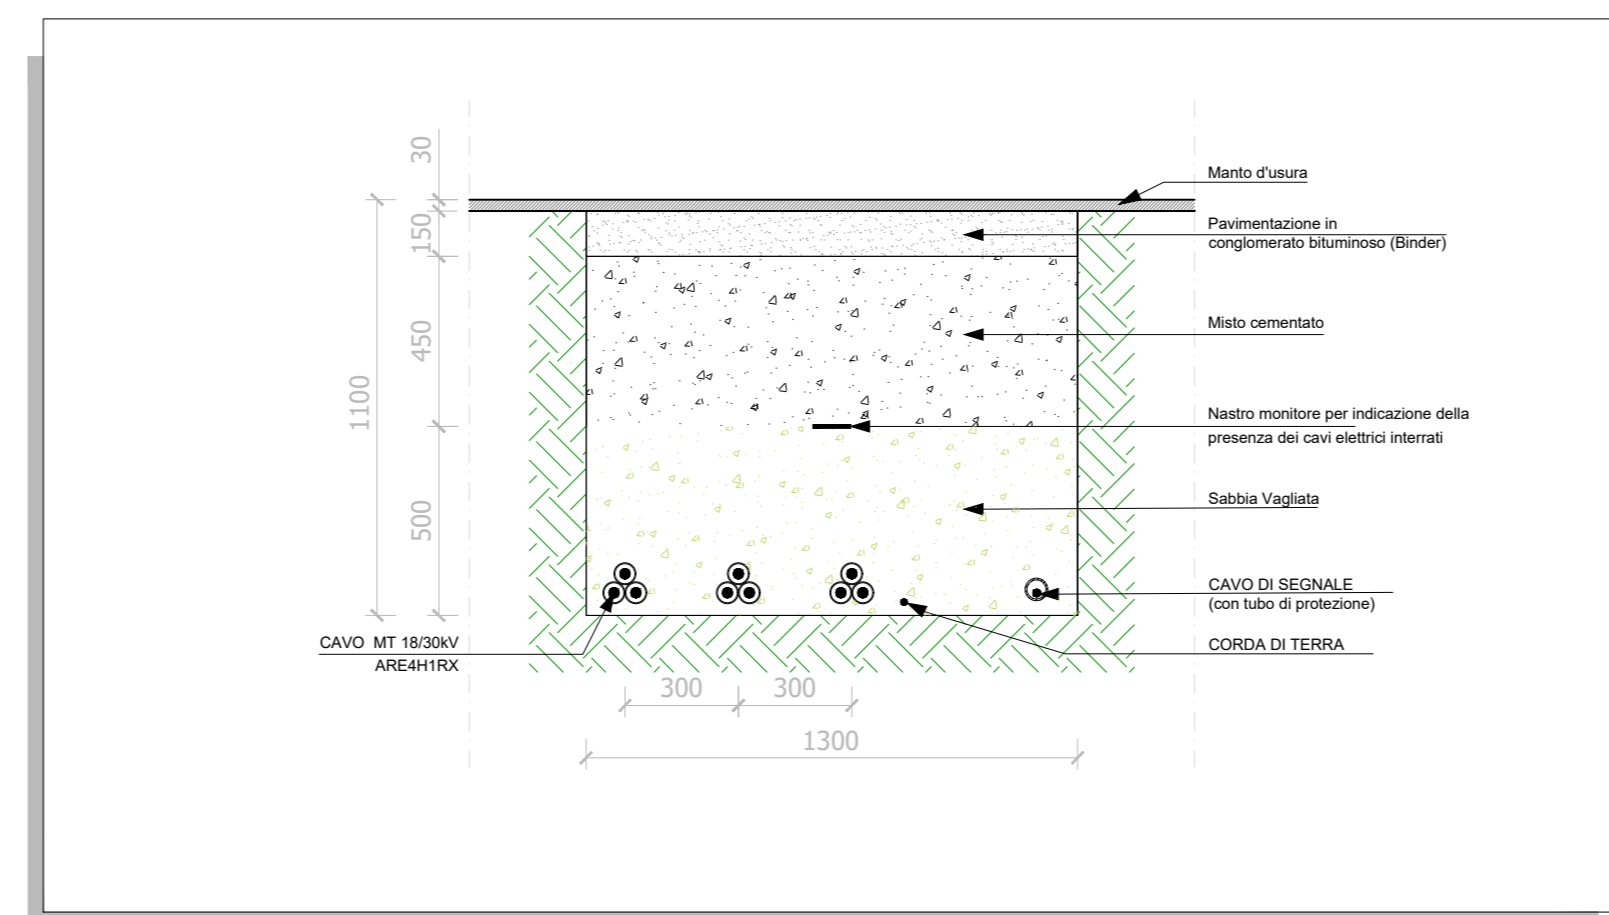 30
Manto d'usura
150
Pavimentazione in
conglomerato bituminoso (Binder)
450
Misto cementato
1100
Nastro monitore per indicazione della
presenza dei cavi elettrici interrati
500
Sabbia Vagliata
CAVO DI SEGNALE
(con tubo di protezione)
CAVO MT 18/30kV
ARE4H1RX
CORDA DI TERRA
300 300
1300